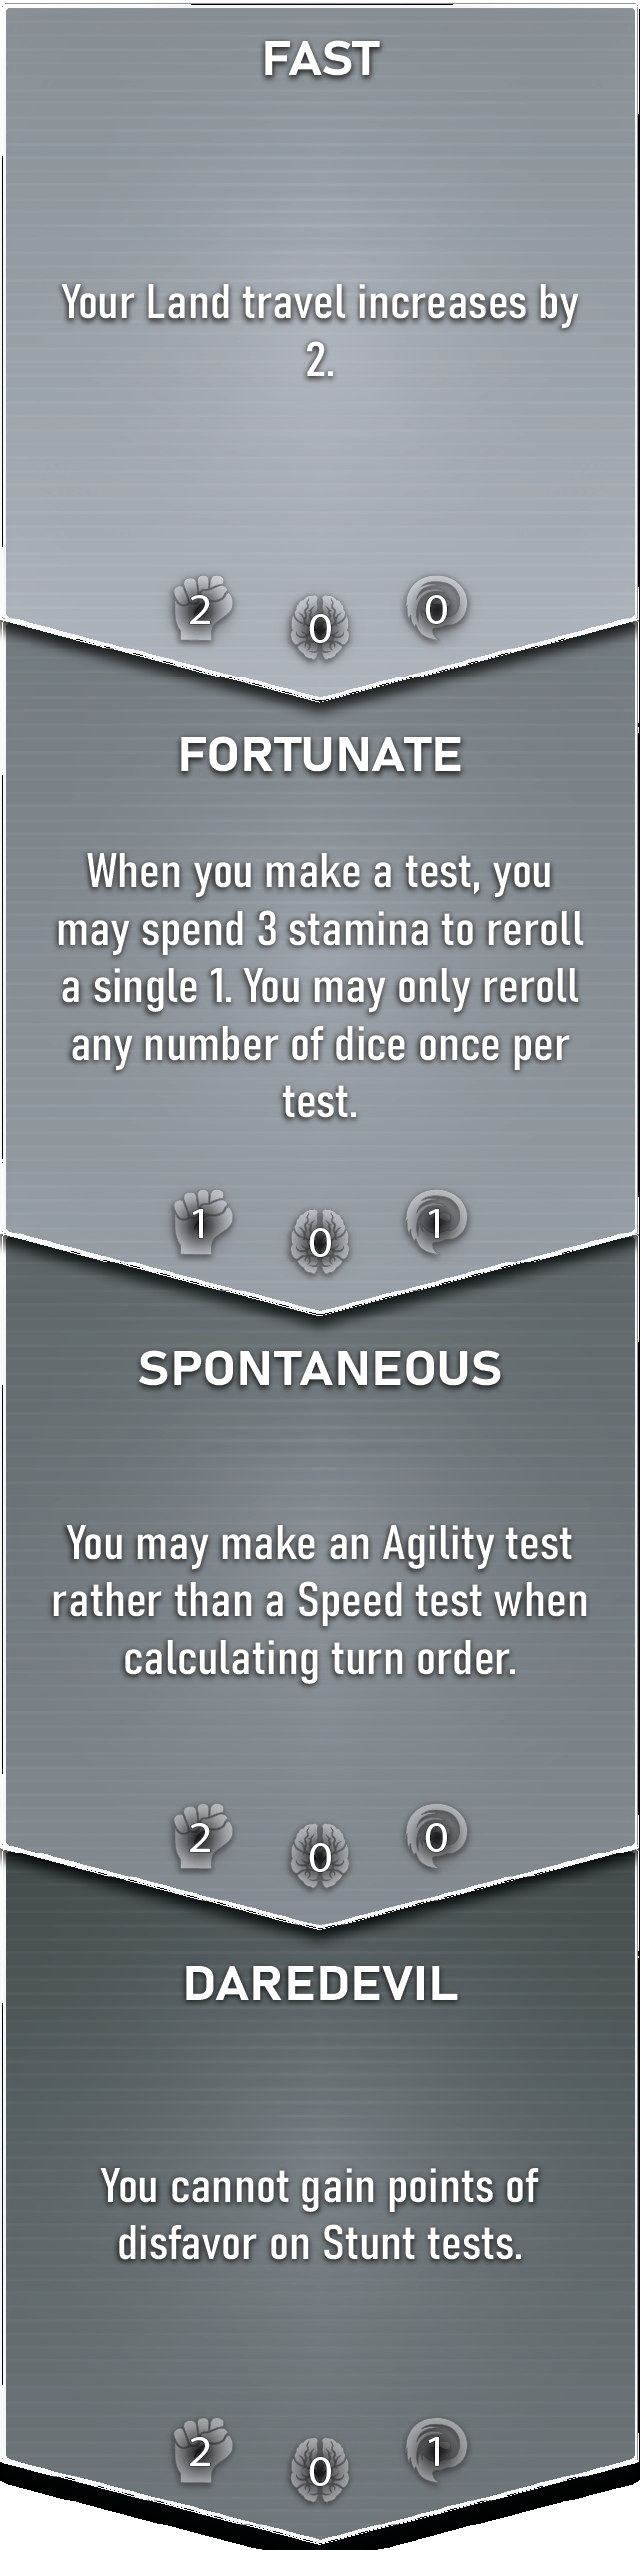 FAST
Your Land travel increases by
2.
2 0 0
FORTUNATE
When you make a test, you
may spend 3 stamina to reroll
a single 1. You may only reroll
any number of dice once per
test.
1 0 1
SPONTANEOUS
You may make an Agility test
rather than a Speed test when
calculating turn order.
2 0 0
DAREDEVIL
You cannot gain points of
disfavor on Stunt tests.
2 0 1